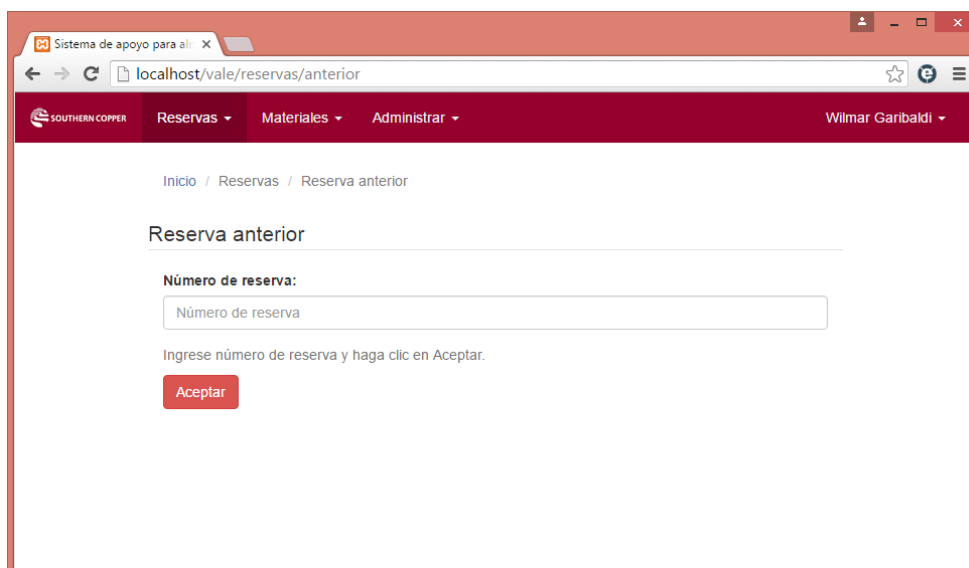 Sistema de apoyo para al
localhost/vale/reservas/anterior
SOUTHERN COPPER Reservas Materiales Administrar Wilmar Garibaldi
Inicio / Reservas / Reserva anterior
Reserva anterior
Número de reserva:
Número de reserva
Ingrese número de reserva y haga clic en Aceptar.
Aceptar